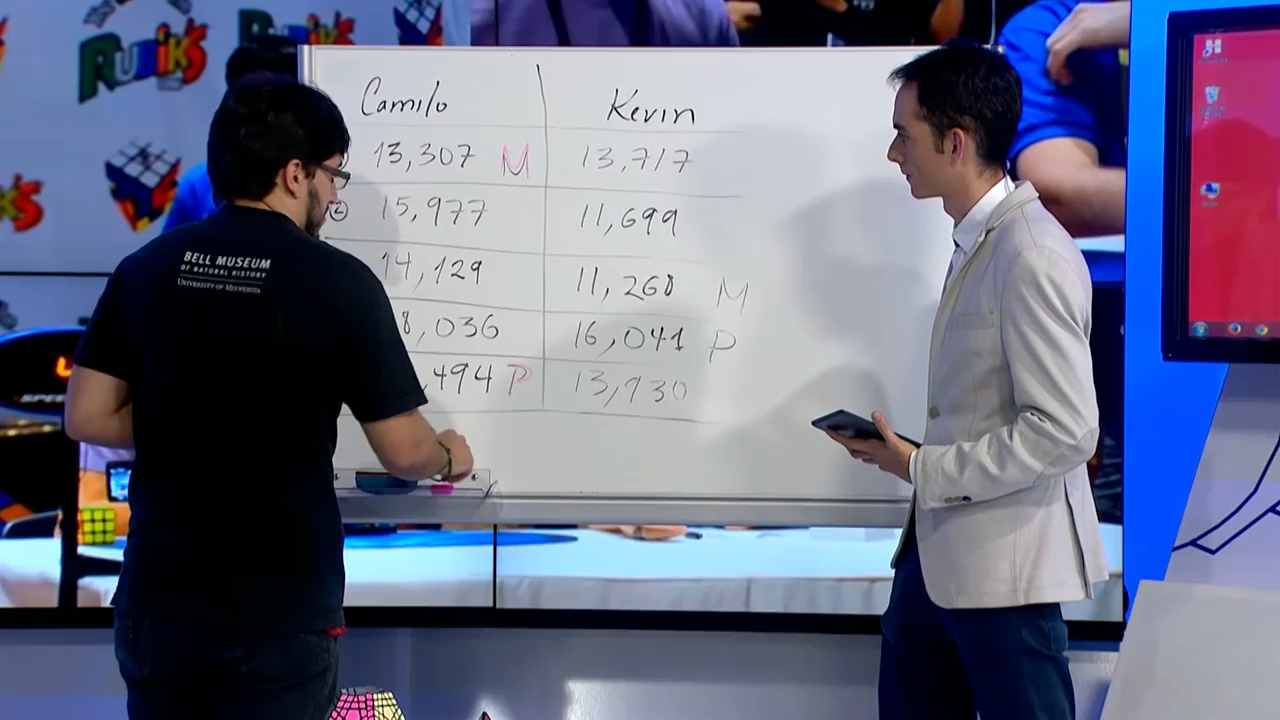 RUBIK'S
Camilo Kevin
13,307 M 13,717
2 15,977 11,699
14,129 11,268 M
8,036 16,041 P
,494 P 13,930
BELL MUSEUM
OF NATURAL HISTORY
UNIVERSITY OF MINNESOTA